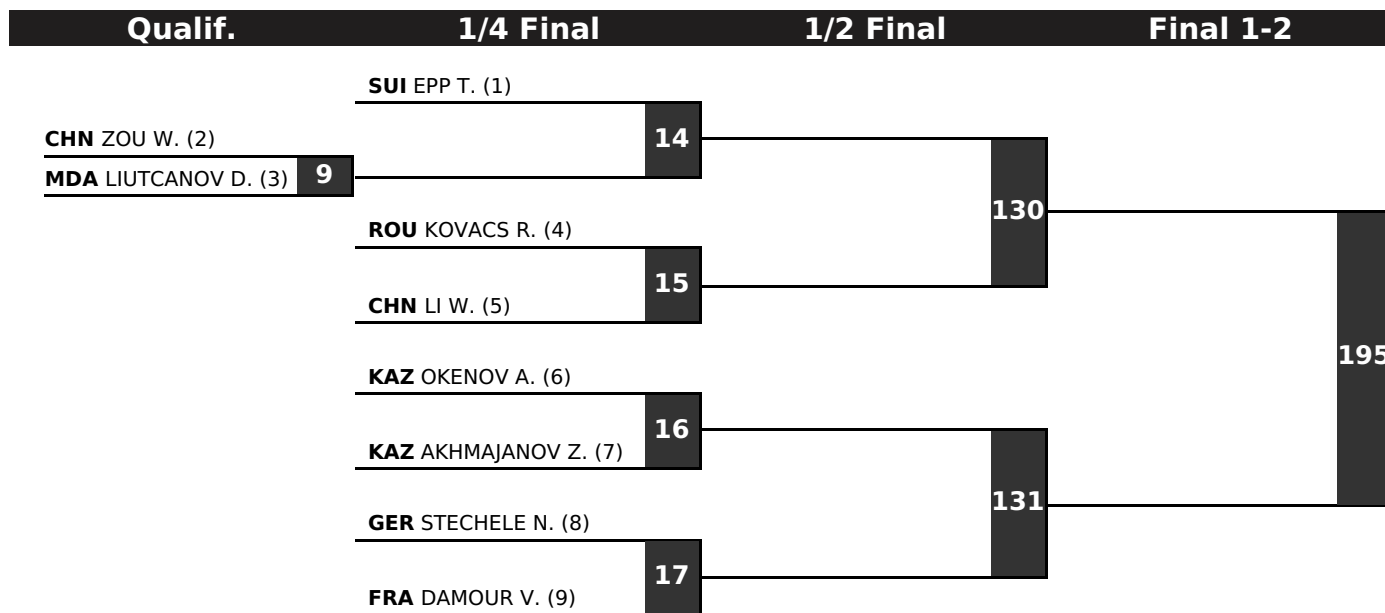 Qualif. 1/4 Final 1/2 Final Final 1-2
SUI EPP T. (1)
14
CHN ZOU W. (2)
MDA LIUTCANOV D. (3) 9
130
ROU KOVACS R. (4)
15
CHN LI W. (5)
195
KAZ OKENOV A. (6)
16
KAZ AKHMAJANOV Z. (7)
131
GER STECHELE N. (8)
17
FRA DAMOUR V. (9)